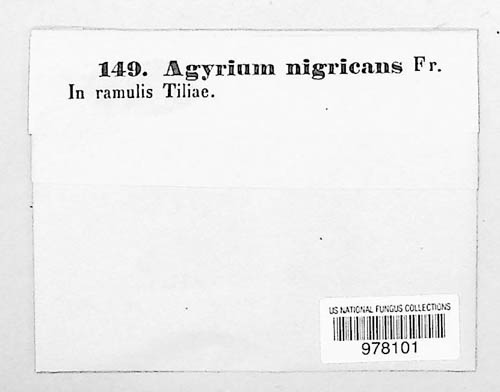 149. Agyrium nigricans Fr.
In ramulis Tiliae.
US NATIONAL FUNGUS COLLECTIONS
978101